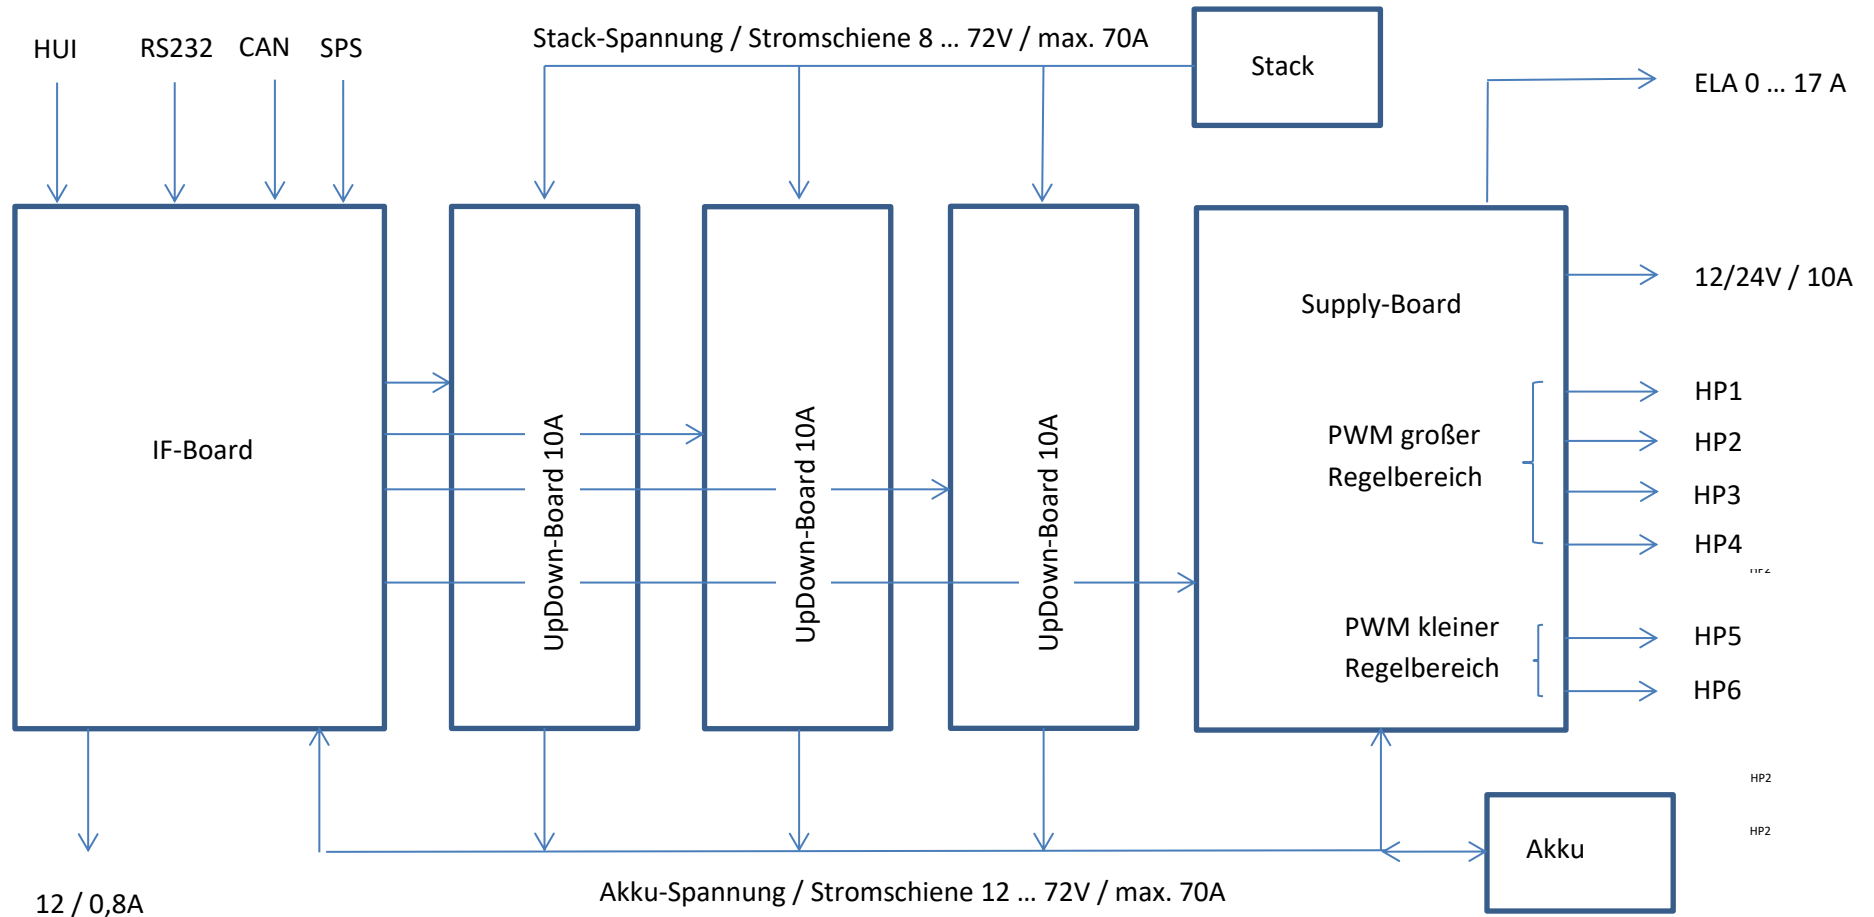 HUI
RS232
CAN
SPS
Stack-Spannung / Stromschiene 8 … 72V / max. 70A
Stack
ELA 0 … 17 A
12/24V / 10A
Supply-Board
IF-Board
UpDown-Board 10A
UpDown-Board 10A
UpDown-Board 10A
PWM großer
Regelbereich
HP1
HP2
HP3
HP4
HP2
PWM kleiner
Regelbereich
HP5
HP6
HP2
HP2
Akku
Akku-Spannung / Stromschiene 12 … 72V / max. 70A
12 / 0,8A